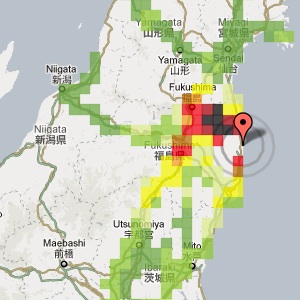 Yamagata
山形県
Miyagi
宮城県
Niigata
新潟
Yamagata
山形
Sendai
仙台
Fukushima
Niigata
新潟県
Fukushima
福島県
Utsunomiya
宇都宮
Maebashi
前橋
Mito
水戸
Ibaraki
茨城県